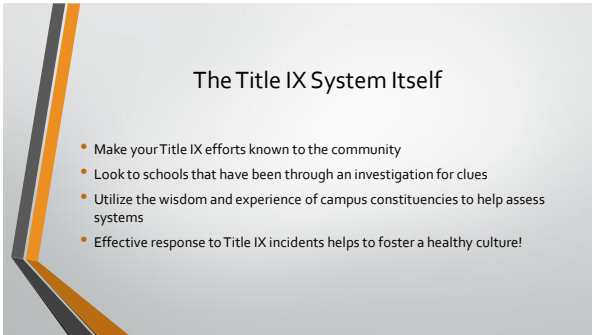 The Title IX System Itself
• Make your Title IX efforts known to the community
• Look to schools that have been through an investigation for clues
• Utilize the wisdom and experience of campus constituencies to help assess
systems
• Effective response to Title IX incidents helps to foster a healthy culture!